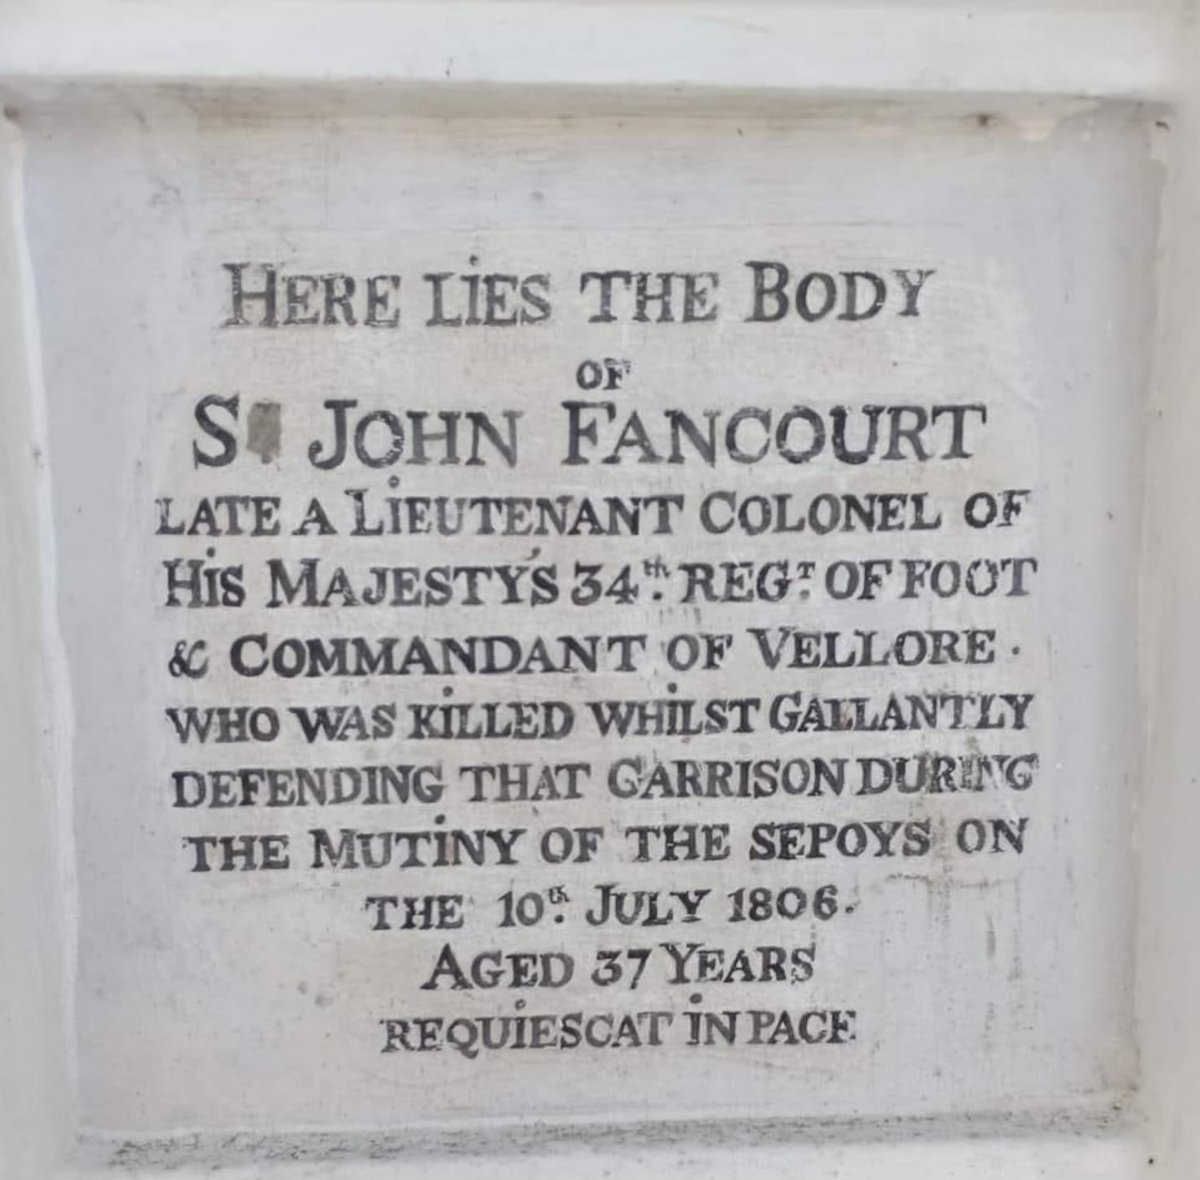 HERE LIES THE BODY
OF
S JOHN FANCOURT
LATE A LIEUTENANT COLONEL OF
HIS MAJESTY'S 34th. REGT. OF FOOT
& COMMANDANT OF VELLORE.
WHO WAS KILLED WHILST GALLANTLY
DEFENDING THAT GARRISON DURING
THE MUTINY OF THE SEPOYS ON
THE 10th. JULY 1806.
AGED 37 YEARS
REQUIESCAT IN PACE